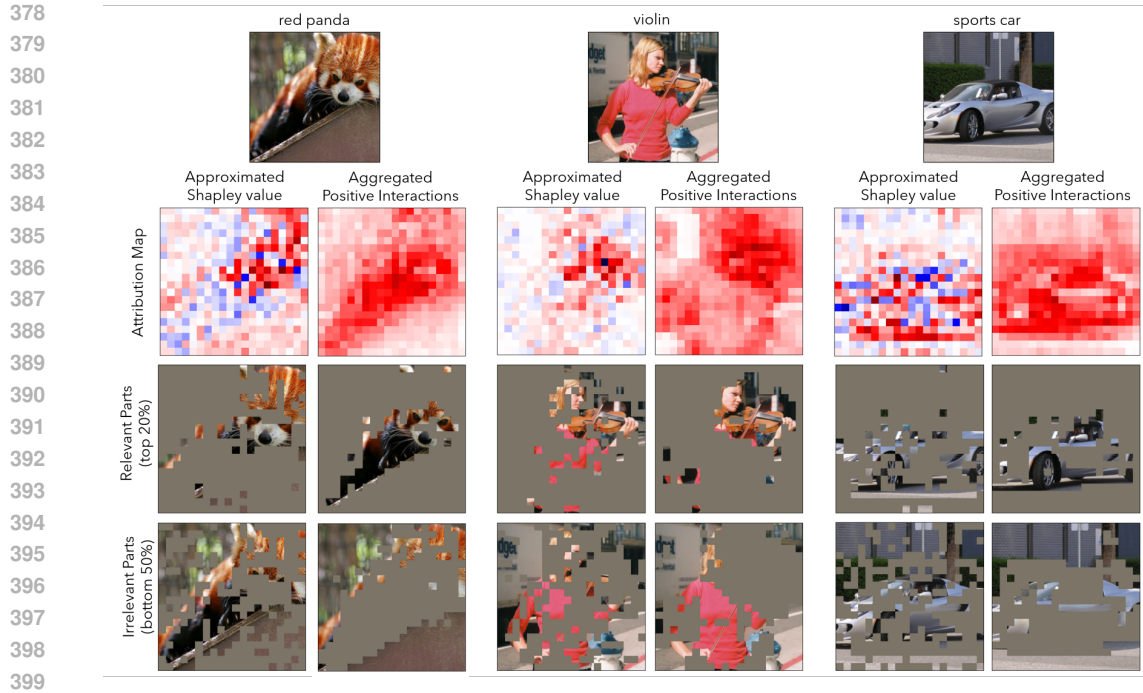 378
379
380
381
382
383
384
385
386
387
388
389
390
391
392
393
394
395
396
397
398
399
red panda
violin
sports car
dget
Approximated
Shapley value
Aggregated
Positive Interactions
Approximated
Shapley value
Aggregated
Positive Interactions
Approximated
Shapley value
Aggregated
Positive Interactions
Attribution Map
Relevant Parts
(top 20%)
Irrelevant Parts
(bottom 50%)